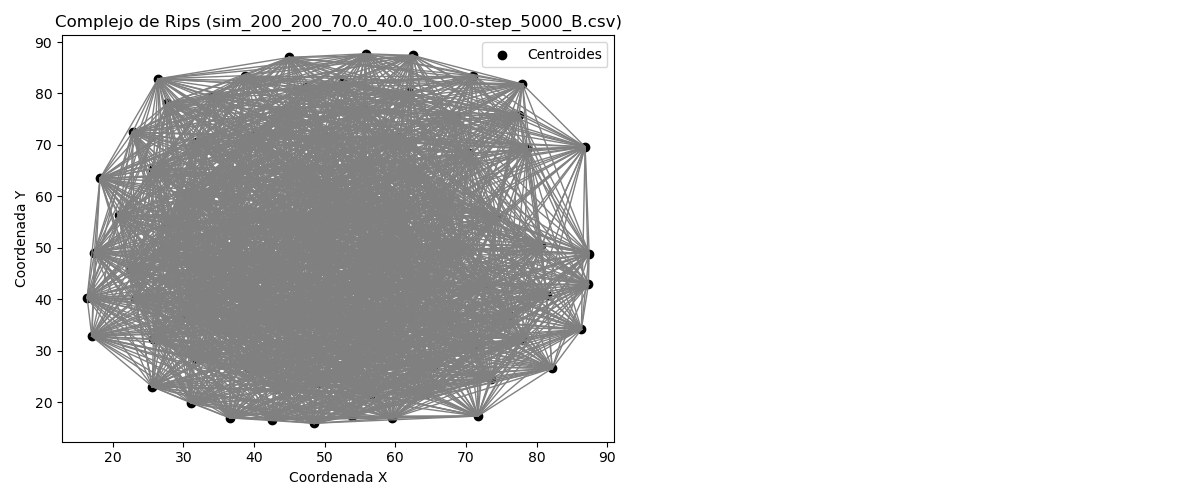 Complejo de Rips (sim_200_200_70.0_40.0_100.0-step_5000_B.csv)
Centroides
90
80
70
60
50
40
30
20
Coordenada Y
20 30 40 50 60 70 80 90
Coordenada X